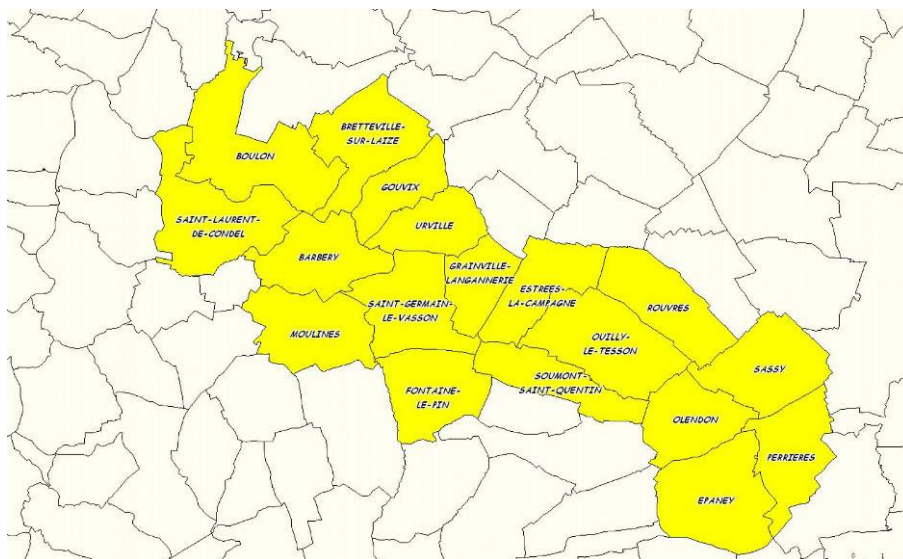 BRETTEVILLE-
SUR-LAIZE
BOULON
GOUVIX
SAINT-LAURENT-
DE-CONDEL
URVILLE
BARBERY
GRAINVILLE-
LANGANNERIE
ESTREES-
LA-CAMPAGNE
SAINT-GERMAIN-
LE-VASSON
ROUVRES
MOULINES
OUILLY-
LE-TESSON
SASSY
SOUMONT-
SAINT-QUENTIN
FONTAINE-
LE-PIN
OLENDON
PERRIERES
EPANEY